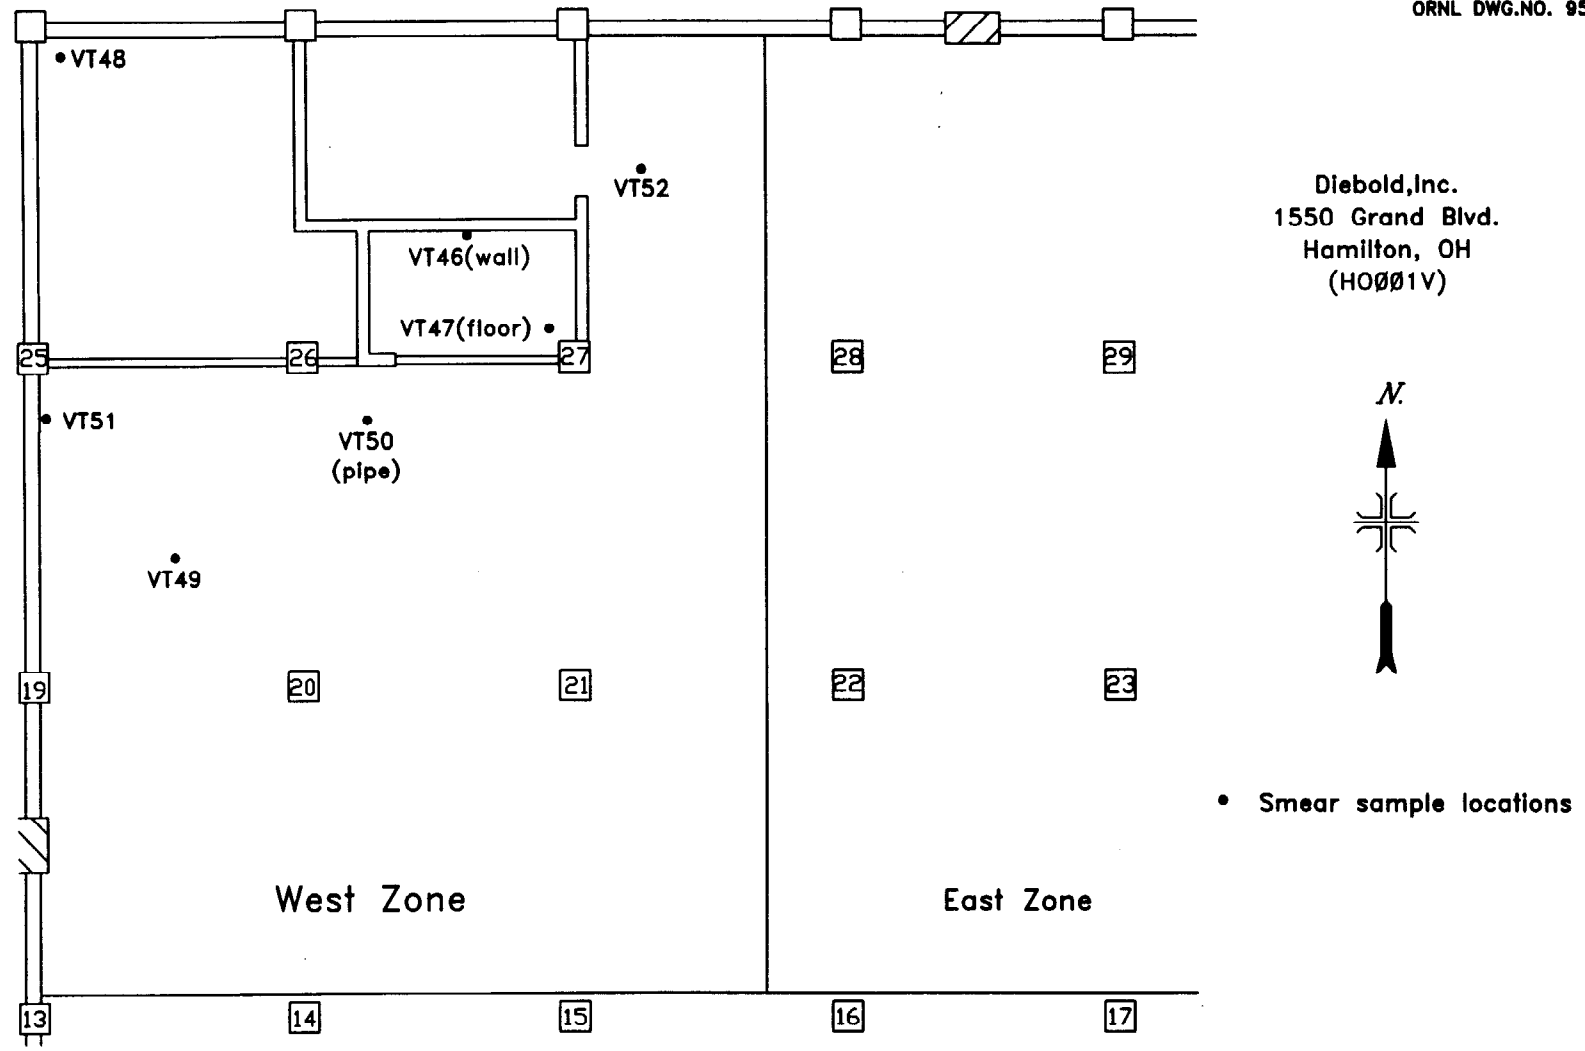 ORNL DWG.NO. 95
VT48
VT52
VT46(wall)
VT47(floor)
25
26
27
28
29
VT51
VT50
(pipe)
VT49
19
20
21
22
23
West Zone
East Zone
13
14
15
16
17
Diebold,Inc.
1550 Grand Blvd.
Hamilton, OH
(HOØØ1V)
N.
• Smear sample locations